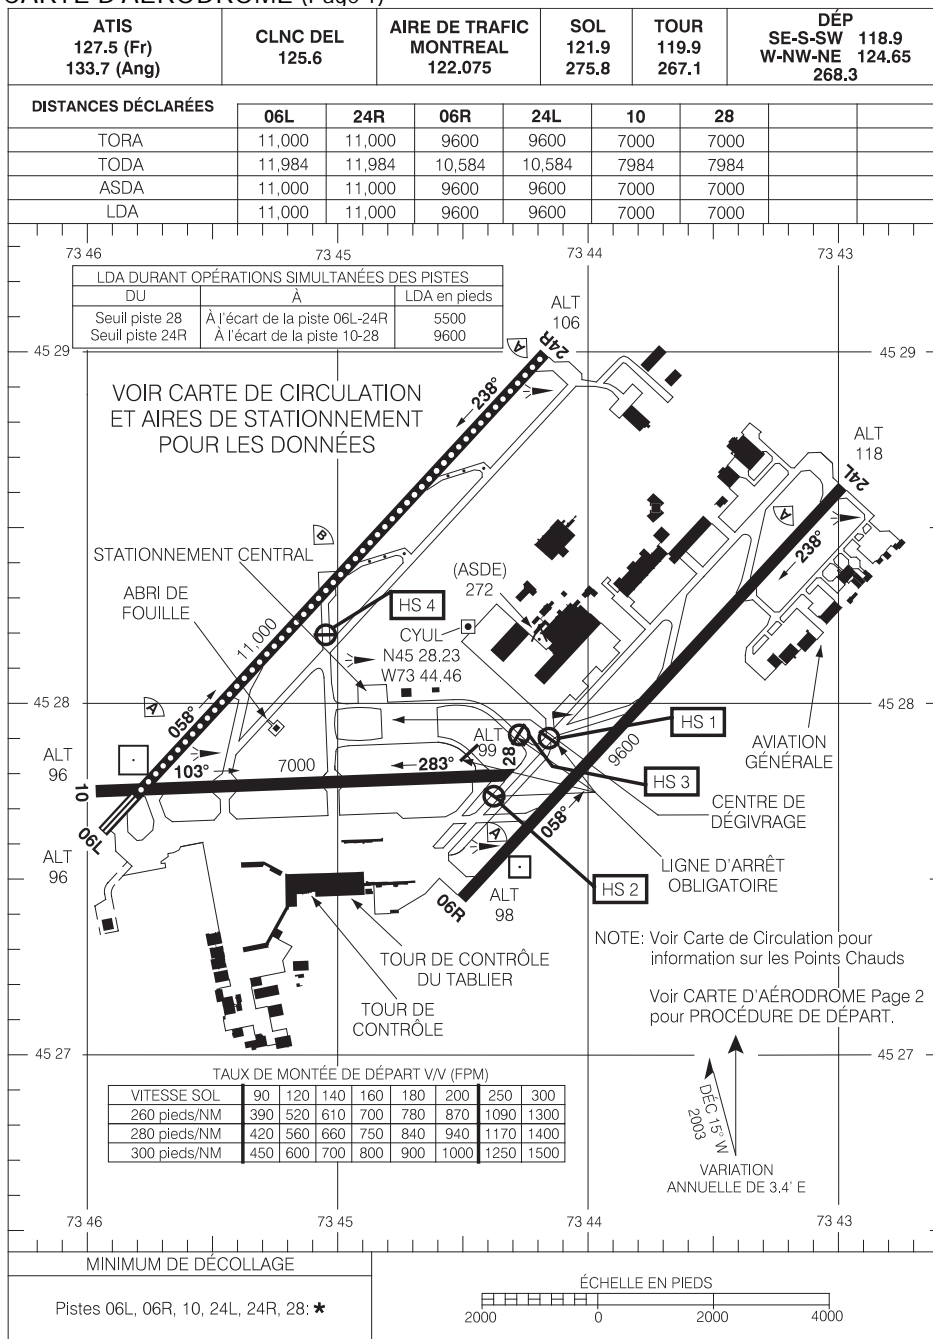 CARTE D'AÉRODROME (Page 1)
ATIS
127.5 (Fr)
133.7 (Ang)
CLNC DEL
125.6
AIRE DE TRAFIC
MONTREAL
122.075
SOL
121.9
275.8
TOUR
119.9
267.1
DÉP
SE-S-SW 118.9
W-NW-NE 124.65
268.3
DISTANCES DÉCLARÉES 06L 24R 06R 24L 10 28
TORA 11,000 11,000 9600 9600 7000 7000
TODA 11,984 11,984 10,584 10,584 7984 7984
ASDA 11,000 11,000 9600 9600 7000 7000
LDA 11,000 11,000 9600 9600 7000 7000
73 46 73 45 73 44 73 43
LDA DURANT OPÉRATIONS SIMULTANÉES DES PISTES
DU À LDA en pieds
Seuil piste 28 À l'écart de la piste 06L-24R 5500
Seuil piste 24R À l'écart de la piste 10-28 9600
ALT
106
24R
A
45 29 45 29
238°
VOIR CARTE DE CIRCULATION
ET AIRES DE STATIONNEMENT
POUR LES DONNÉES
ALT
118
24L
A
238°
B
STATIONNEMENT CENTRAL
ABRI DE
FOUILLE
(ASDE)
272
HS 4
11,000
CYUL
N45 28.23
W73 44.46
45 28 45 28
A
058°
HS 1
AVIATION
GÉNÉRALE
ALT
99
28
9600
HS 3
ALT
96
103°
7000
283°
10
CENTRE DE
DÉGIVRAGE
058°
A
06L
ALT
96
LIGNE D'ARRÊT
OBLIGATOIRE
HS 2
06R
ALT
98
NOTE: Voir Carte de Circulation pour
information sur les Points Chauds
TOUR DE CONTRÔLE
DU TABLIER
TOUR DE
CONTRÔLE
Voir CARTE D'AÉRODROME Page 2
pour PROCÉDURE DE DÉPART.
45 27 45 27
TAUX DE MONTÉE DE DÉPART V/V (FPM)
VITESSE SOL 90 120 140 160 180 200 250 300
260 pieds/NM 390 520 610 700 780 870 1090 1300
280 pieds/NM 420 560 660 750 840 940 1170 1400
300 pieds/NM 450 600 700 800 900 1000 1250 1500
DÉC 15° W
2003
VARIATION
ANNUELLE DE 3.4' E
73 46 73 45 73 44 73 43
MINIMUM DE DÉCOLLAGE
Pistes 06L, 06R, 10, 24L, 24R, 28: *
ÉCHELLE EN PIEDS
2000 0 2000 4000